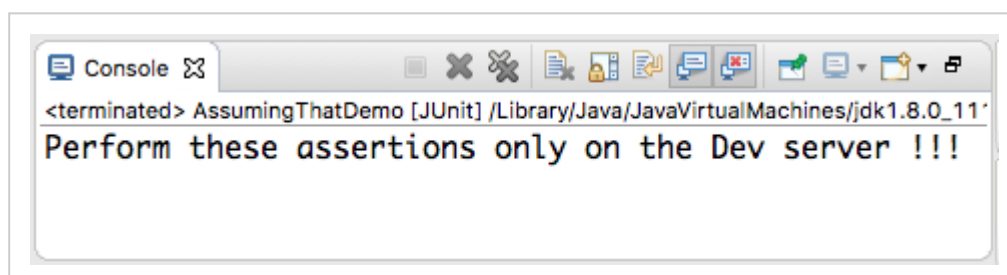 Console
<terminated> AssumingThatDemo [JUnit] /Library/Java/JavaVirtualMachines/jdk1.8.0_11
Perform these assertions only on the Dev server !!!